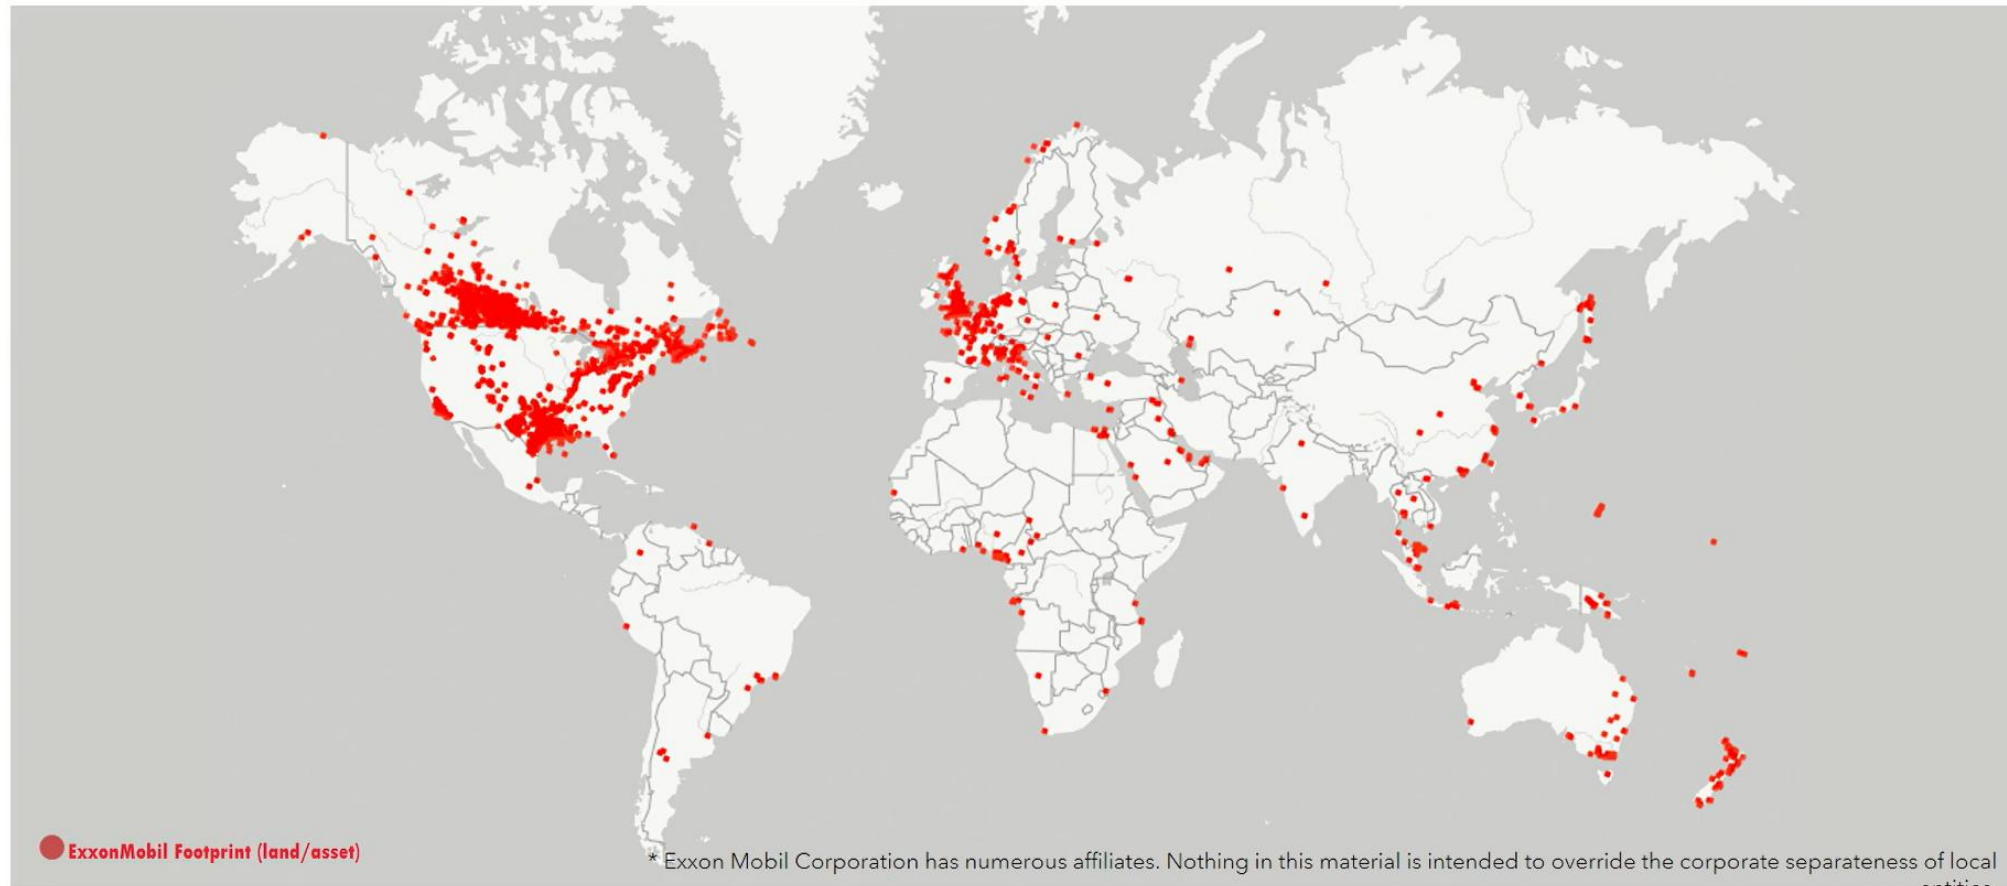 ExxonMobil Footprint (land/asset)
* Exxon Mobil Corporation has numerous affiliates. Nothing in this material is intended to override the corporate separateness of local